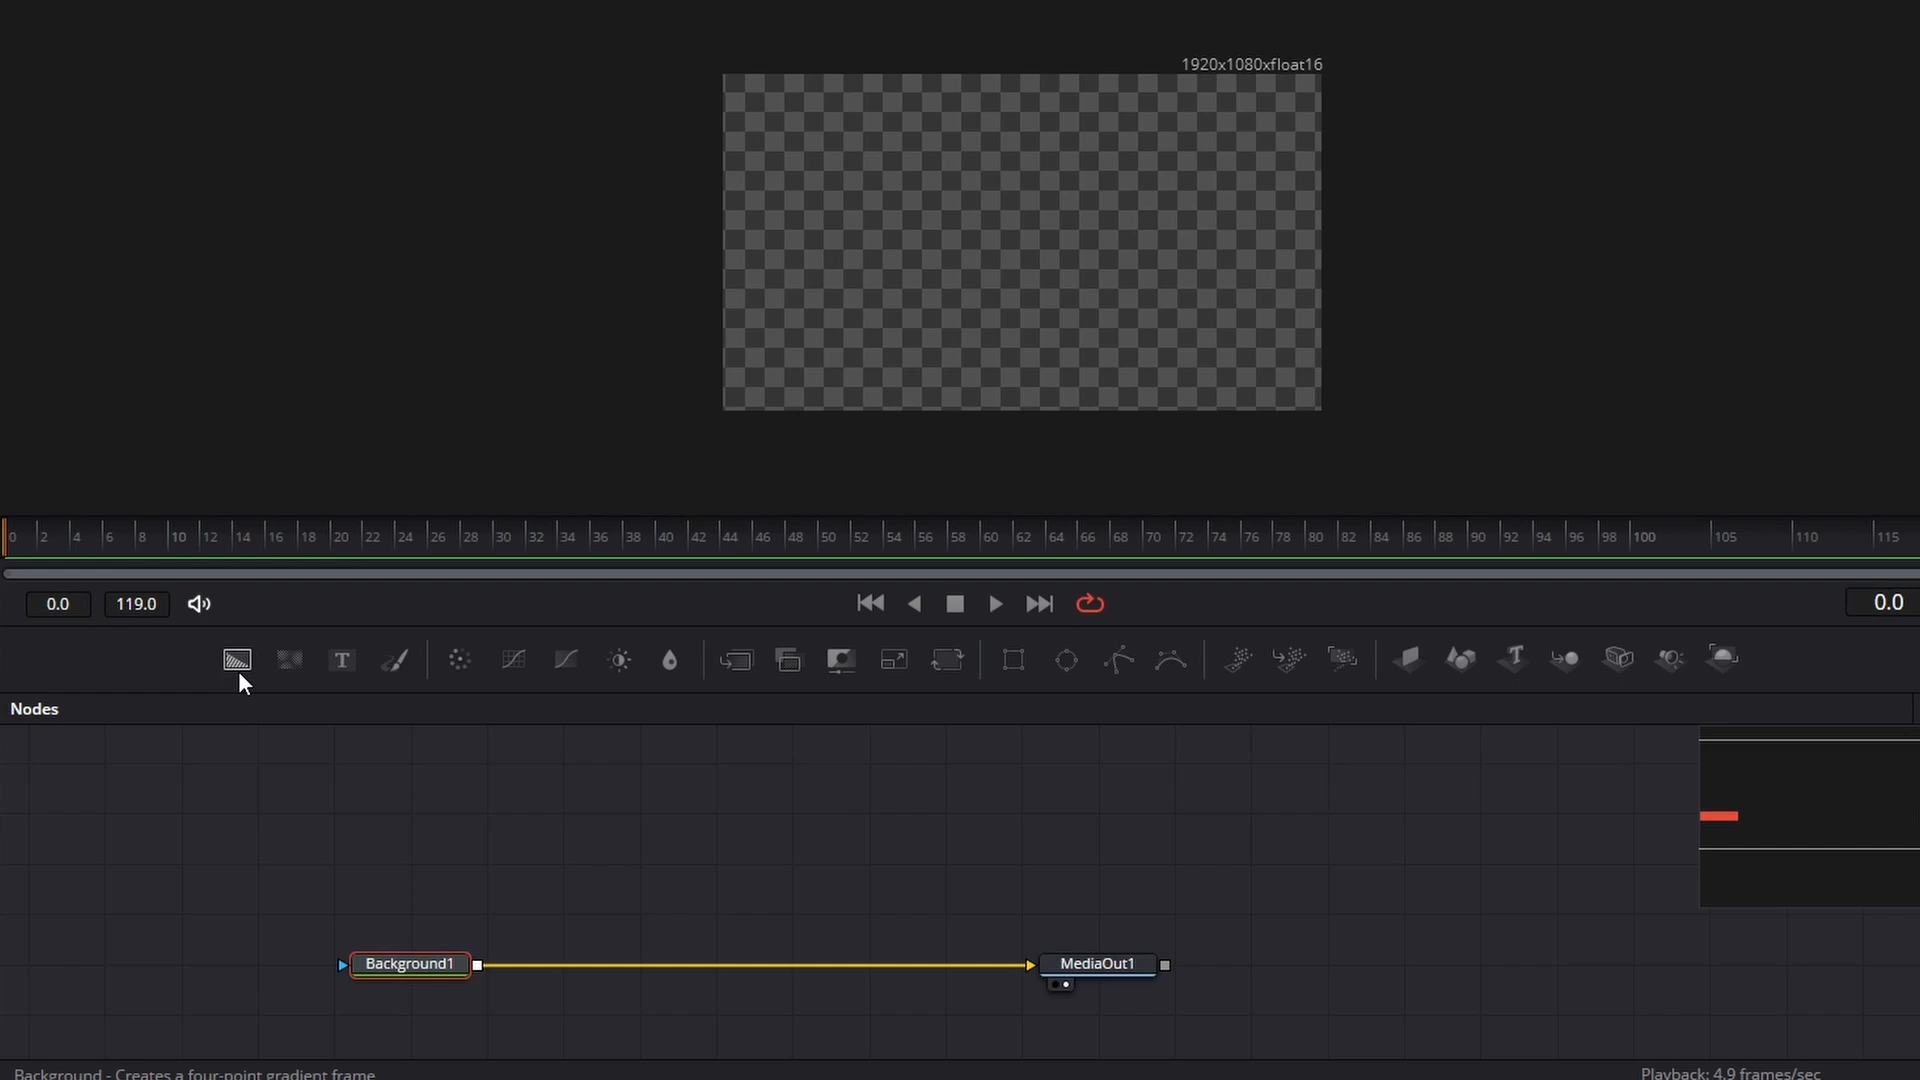 1920x1080xfloat16
0 2 4 6 8 10 12 14 16 18 20 22 24 26 28 30 32 34 36 38 40 42 44 46 48 50 52 54 56 58 60 62 64 66 68 70 72 74 76 78 80 82 84 86 88 90 92 94 96 98 100 105 110 115
0.0 119.0 0.0
T
Nodes
Background1 MediaOut1
Background - Creates a four-point gradient frame Playback: 4.9 frames/sec